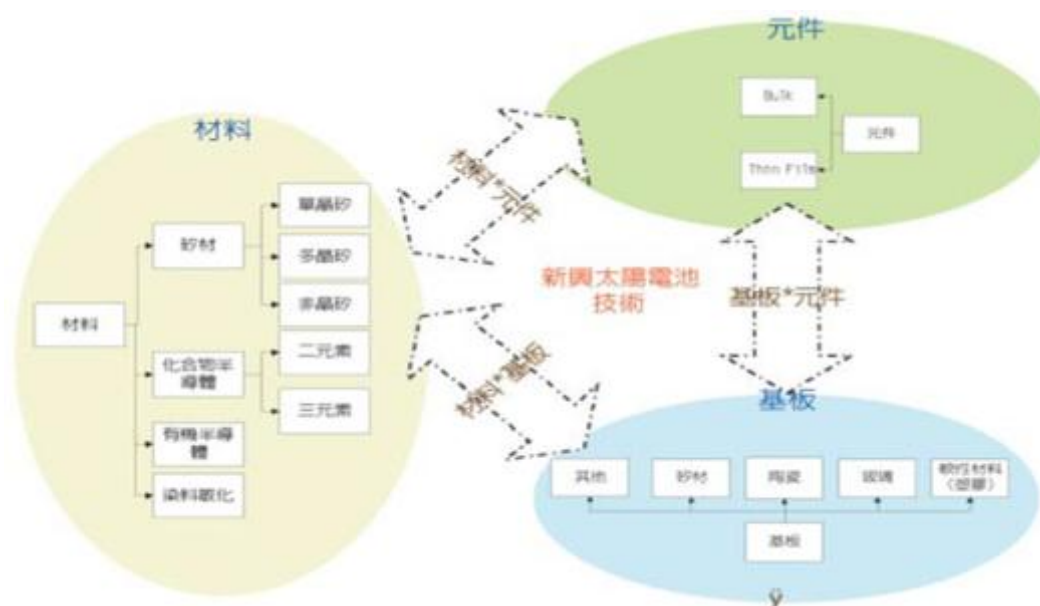 元件
Bulk
元件
Thin Film
材料
材料*元件
單晶矽
矽材
多晶矽
非晶矽
新興太陽電池
技術
基板*元件
材料
二元素
化合物半
導體
三元素
材料*基板
基板
有機半導
體
染料敏化
其他
矽材
陶瓷
玻璃
軟性材料
(塑膠)
基板